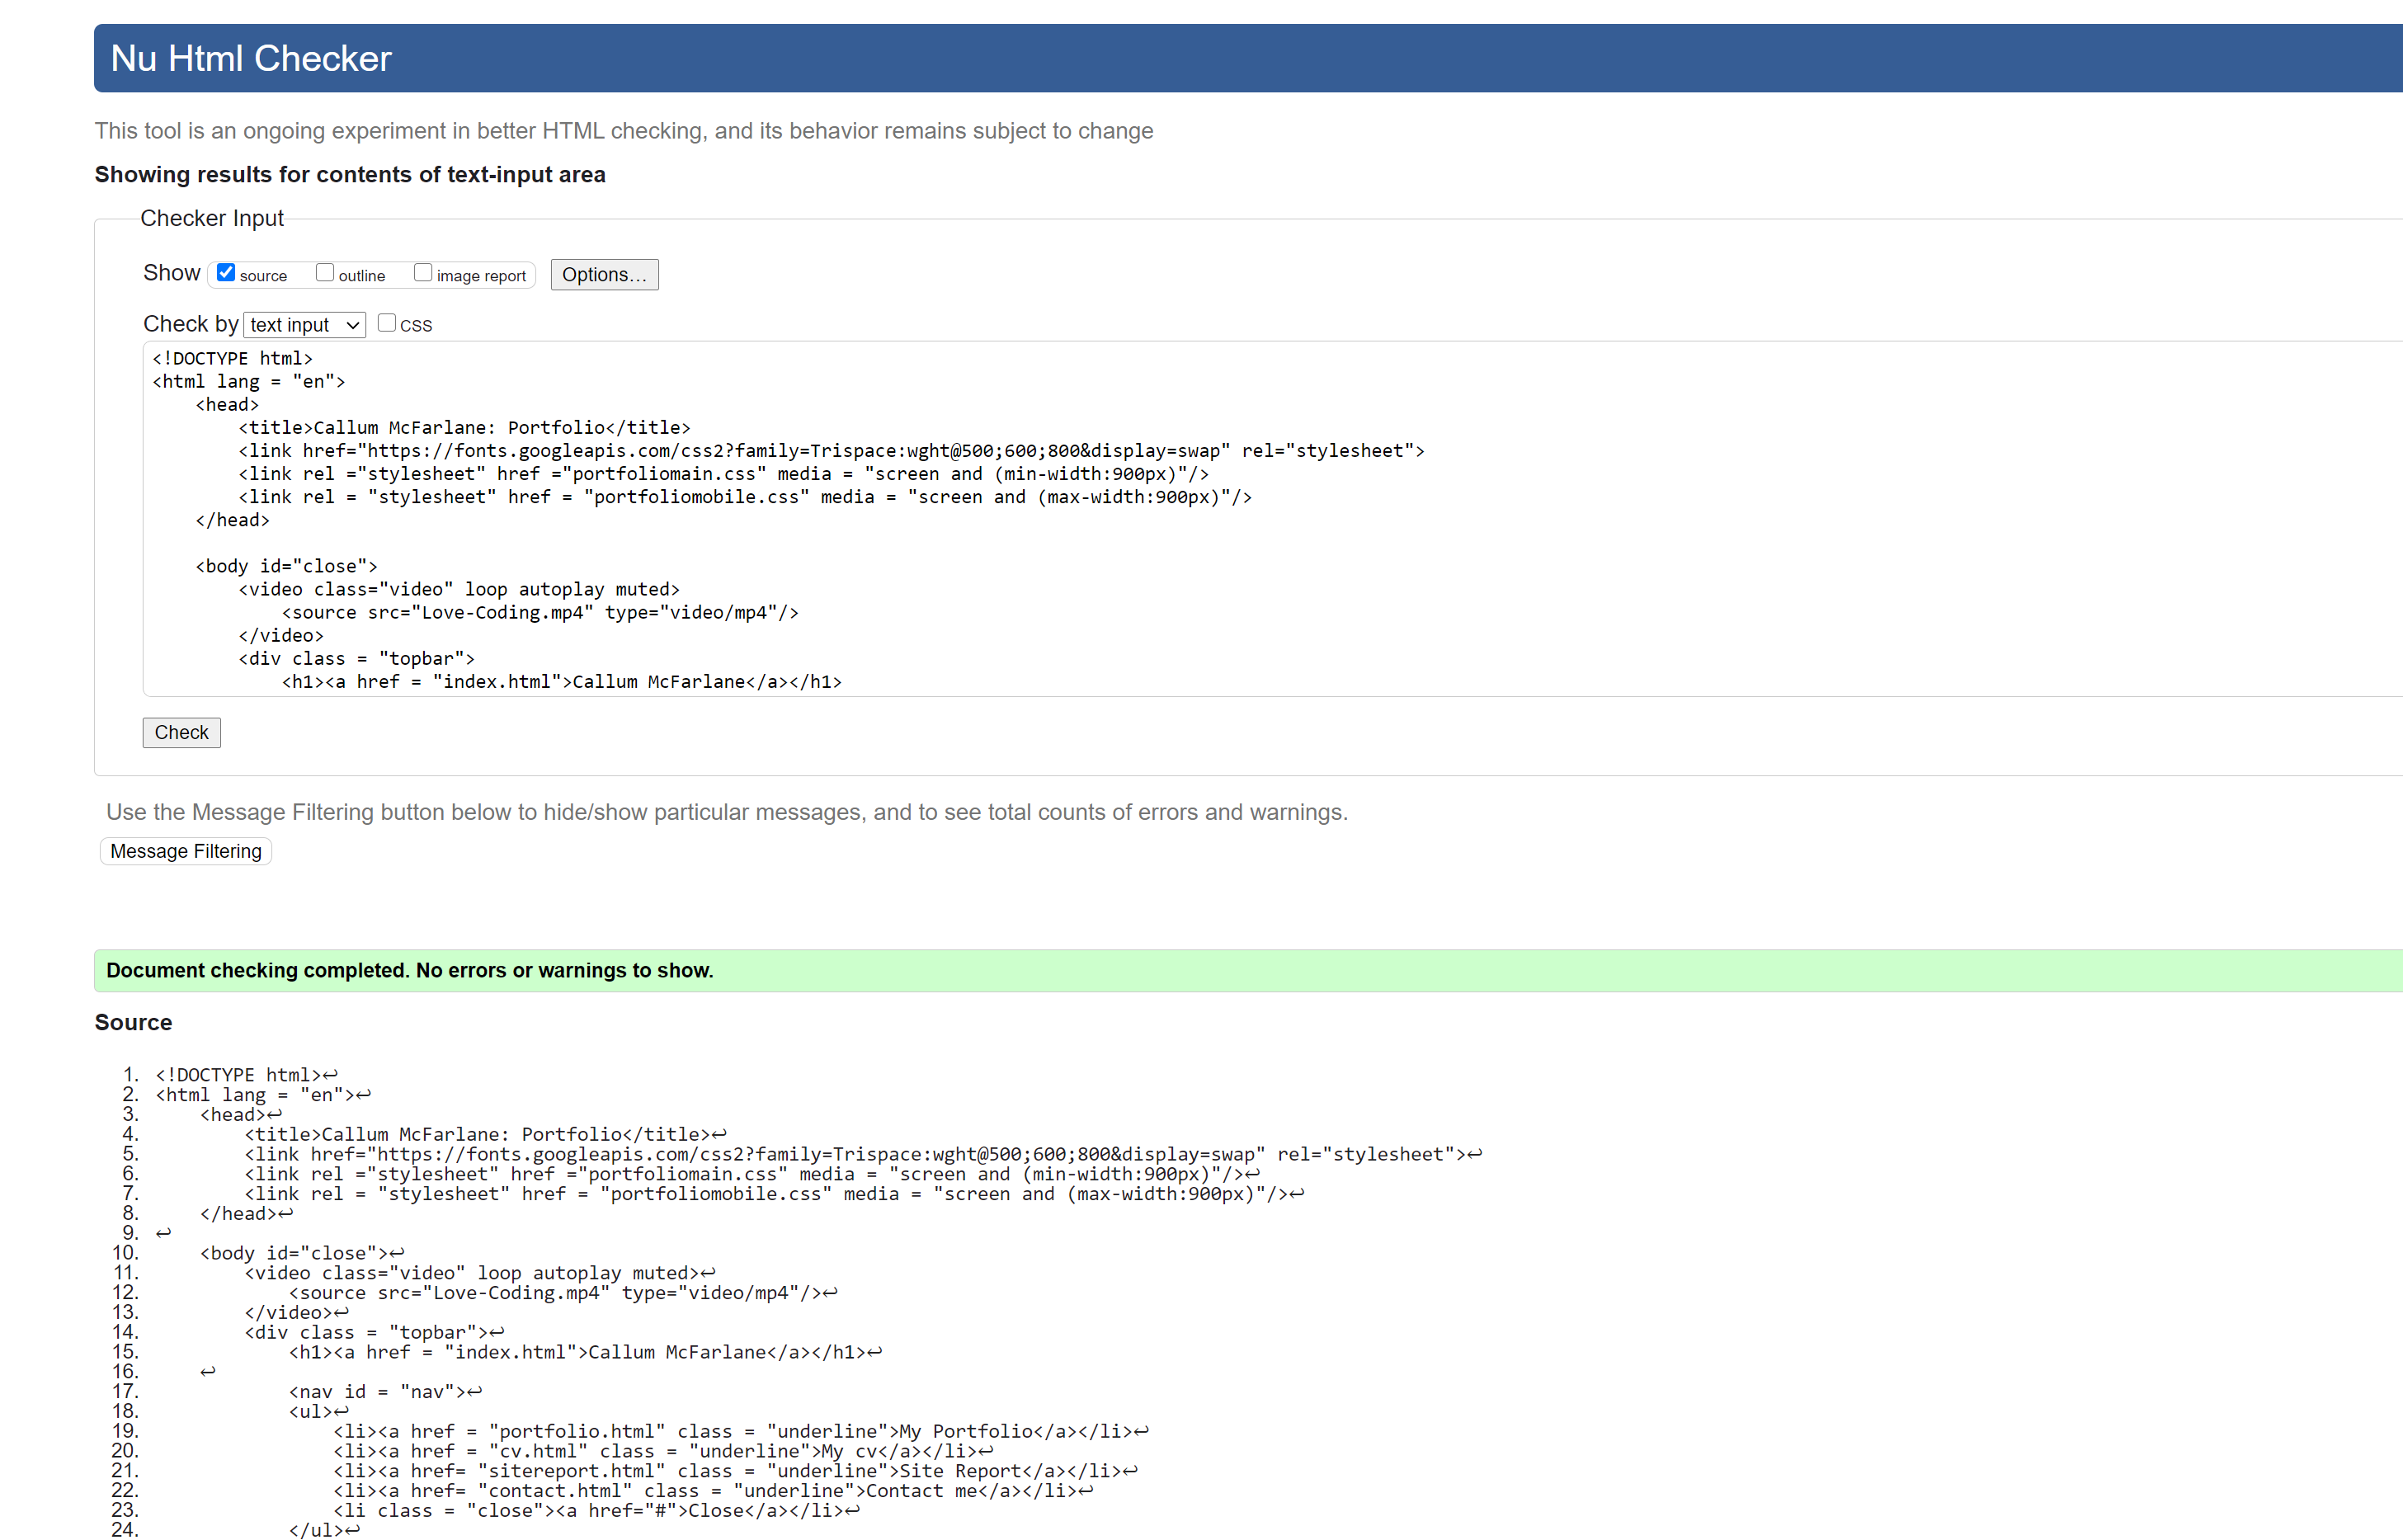 Nu Html Checker
This tool is an ongoing experiment in better HTML checking, and its behavior remains subject to change
Showing results for contents of text-input area
Checker Input
Show source outline image report Options...
Check by text input CSS
<!DOCTYPE html>
<html lang = "en">
    <head>
        <title>Callum McFarlane: Portfolio</title>
        <link href="https://fonts.googleapis.com/css2?family=Trispace:wght@500;600;800&display=swap" rel="stylesheet">
        <link rel ="stylesheet" href ="portfoliomain.css" media = "screen and (min-width:900px)"/>
        <link rel = "stylesheet" href = "portfoliomobile.css" media = "screen and (max-width:900px)"/>
    </head>
    <body id="close">
        <video class="video" loop autoplay muted>
            <source src="Love-Coding.mp4" type="video/mp4"/>
        </video>
        <div class = "topbar">
            <h1><a href = "index.html">Callum McFarlane</a></h1>
Check
Use the Message Filtering button below to hide/show particular messages, and to see total counts of errors and warnings.
Message Filtering
Document checking completed. No errors or warnings to show.
Source
1. <!DOCTYPE html>↩
2. <html lang = "en">↩
3.     <head>↩
4.         <title>Callum McFarlane: Portfolio</title>↩
5.         <link href="https://fonts.googleapis.com/css2?family=Trispace:wght@500;600;800&display=swap" rel="stylesheet">↩
6.         <link rel ="stylesheet" href ="portfoliomain.css" media = "screen and (min-width:900px)"/>↩
7.         <link rel = "stylesheet" href = "portfoliomobile.css" media = "screen and (max-width:900px)"/>↩
8.     </head>↩
9. ↩
10.     <body id="close">↩
11.         <video class="video" loop autoplay muted>↩
12.             <source src="Love-Coding.mp4" type="video/mp4"/>↩
13.         </video>↩
14.         <div class = "topbar">↩
15.             <h1><a href = "index.html">Callum McFarlane</a></h1>↩
16.     ↩
17.             <nav id = "nav">↩
18.             <ul>↩
19.                 <li><a href = "portfolio.html" class = "underline">My Portfolio</a></li>↩
20.                 <li><a href = "cv.html" class = "underline">My cv</a></li>↩
21.                 <li><a href= "sitereport.html" class = "underline">Site Report</a></li>↩
22.                 <li><a href= "contact.html" class = "underline">Contact me</a></li>↩
23.                 <li class = "close"><a href="#">Close</a></li>↩
24.             </ul>↩